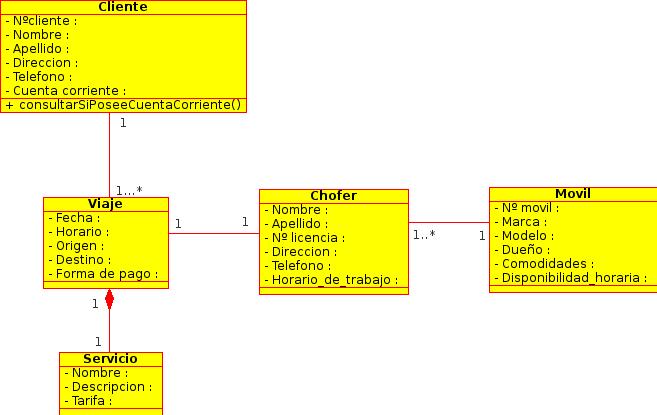 Cliente
- Nºcliente :
- Nombre :
- Apellido :
- Direccion :
- Telefono :
- Cuenta corriente :
+ consultarSiPoseeCuentaCorriente()
1
1...*
Viaje
- Fecha :
- Horario :
- Origen :
- Destino :
- Forma de pago :
1
1
Chofer
- Nombre :
- Apellido :
- Nº licencia :
- Direccion :
- Telefono :
- Horario_de_trabajo :
1..*
1
Movil
- Nº movil :
- Marca :
- Modelo :
- Dueño :
- Comodidades :
- Disponibilidad_horaria :
1
1
Servicio
- Nombre :
- Descripcion :
- Tarifa :